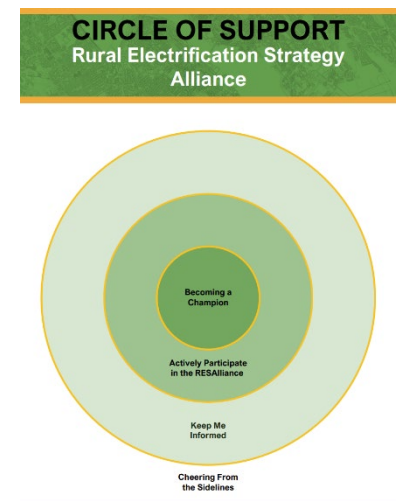 CIRCLE OF SUPPORT
Rural Electrification Strategy
Alliance
Becoming a
Champion
Actively Participate
in the RESAlliance
Keep Me
Informed
Cheering From
the Sidelines